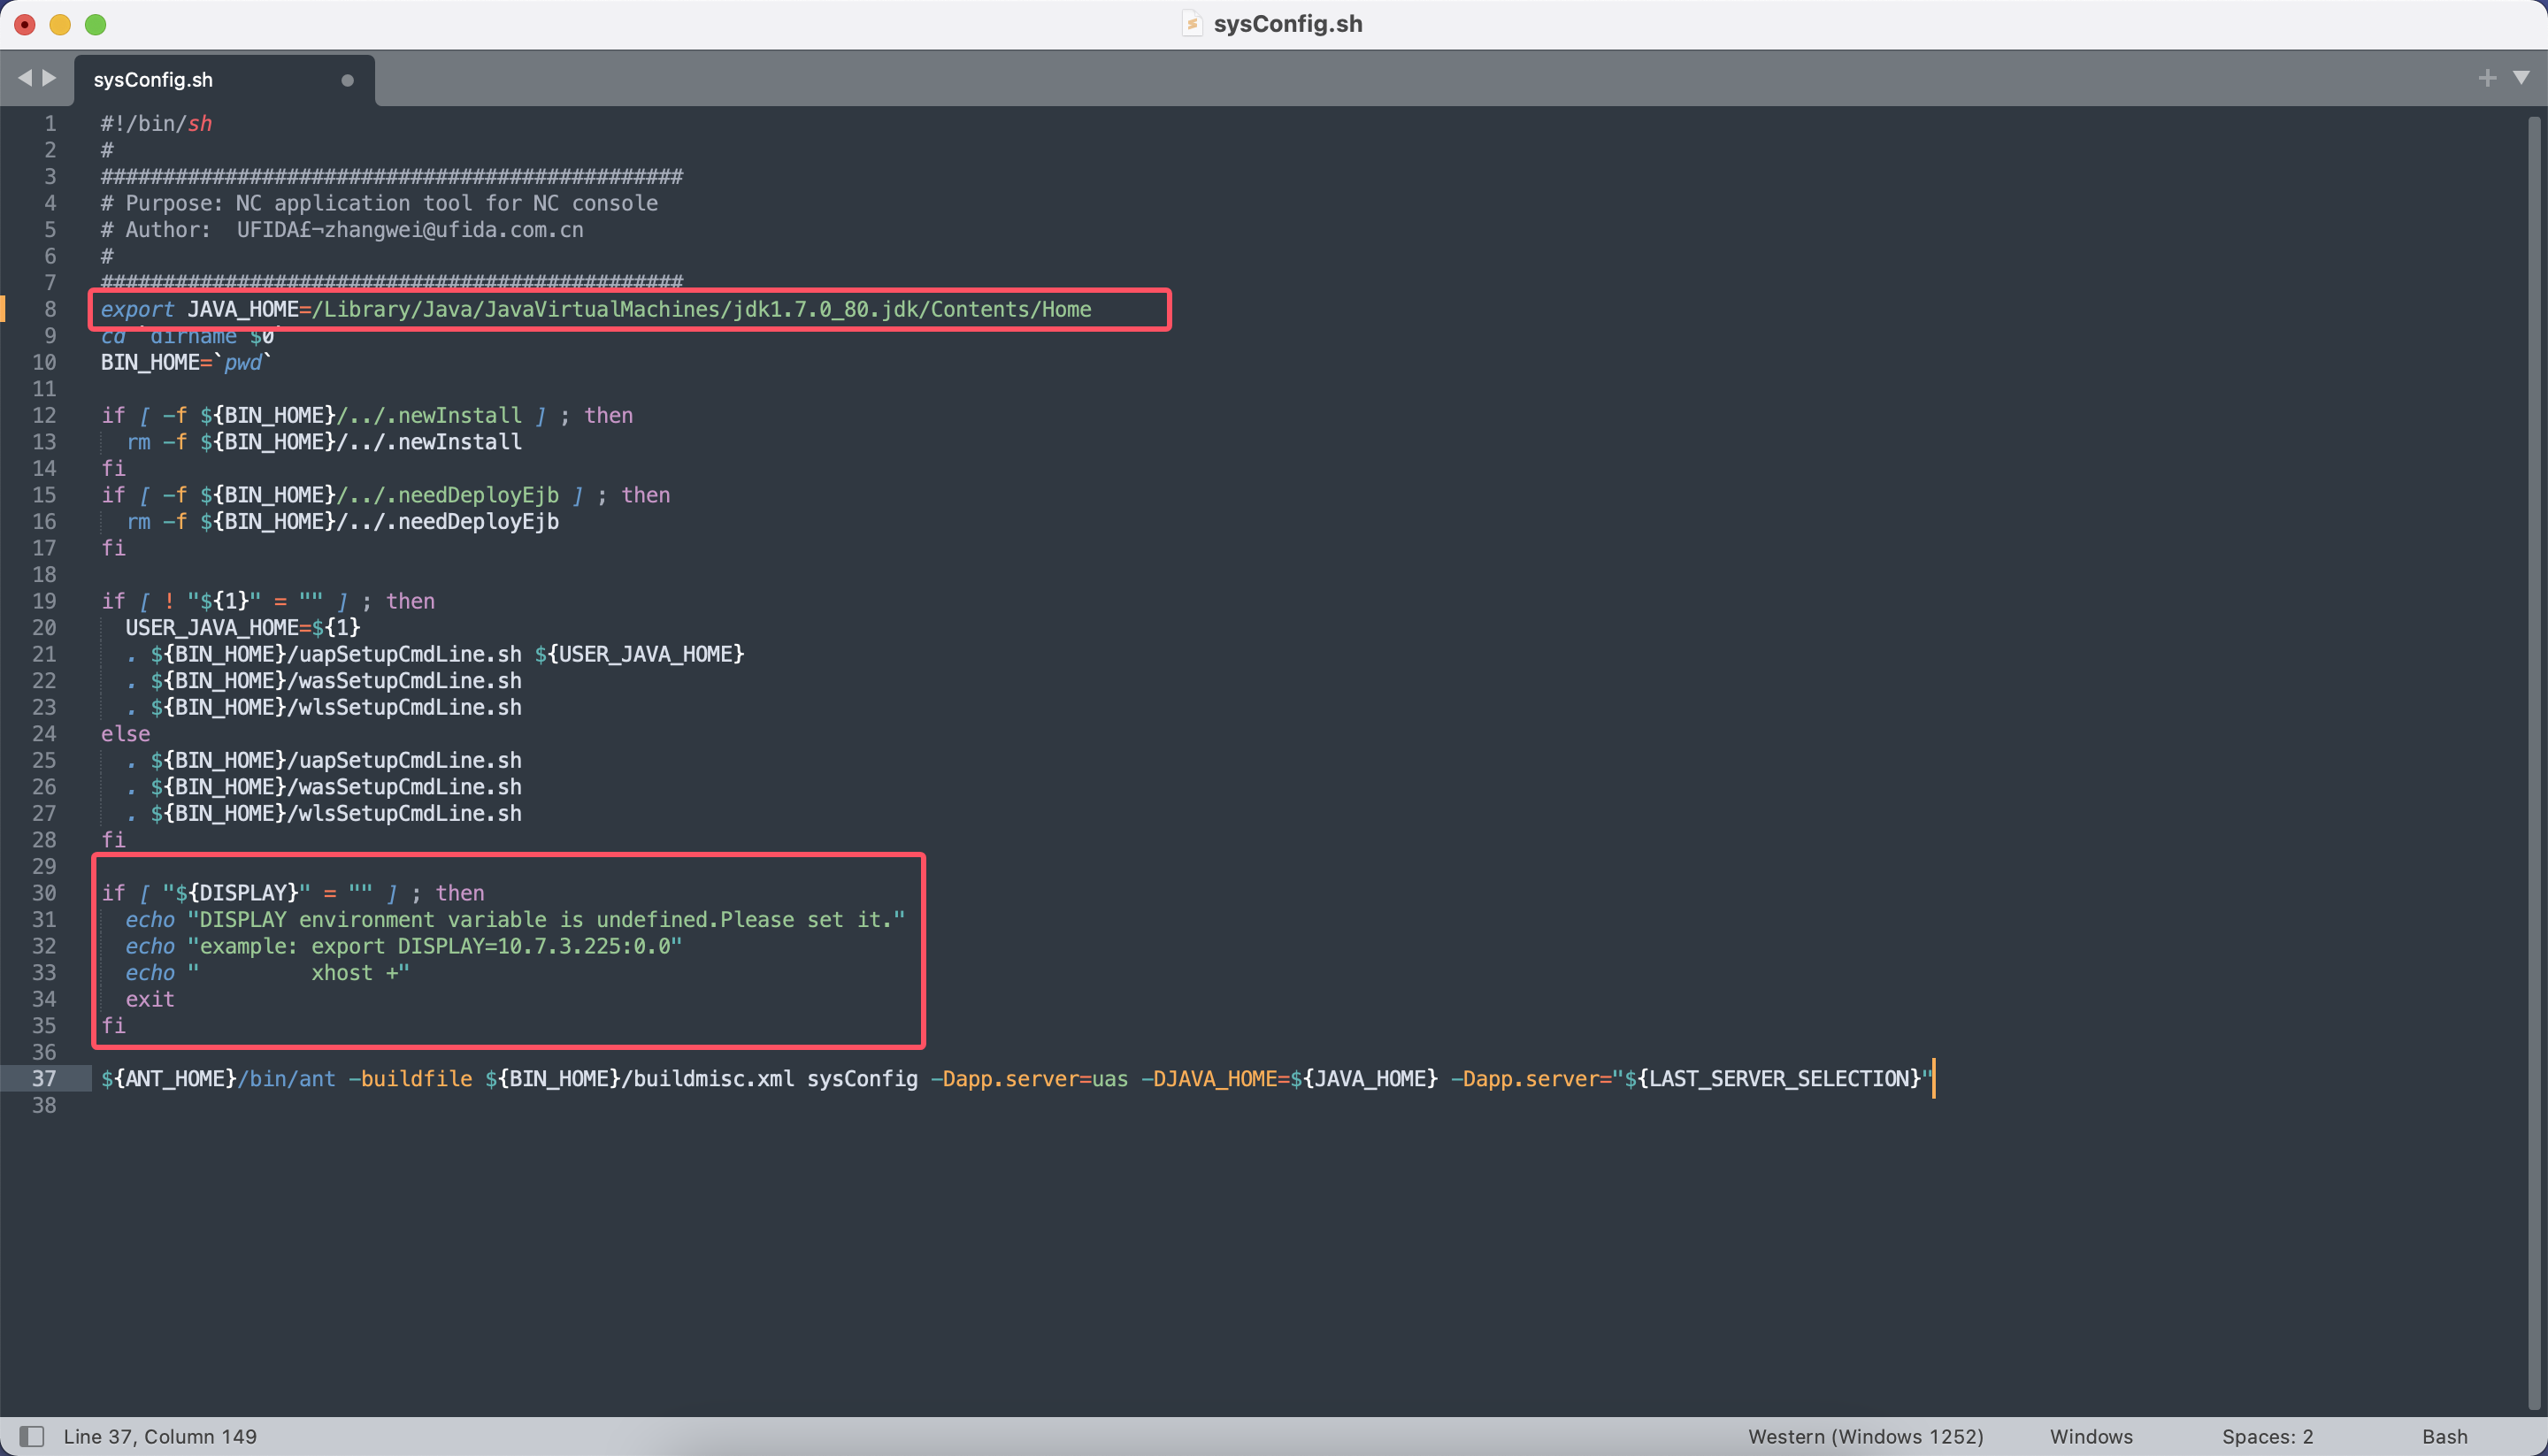 sysConfig.sh
sysConfig.sh
1 #!/bin/sh
2 #
3 ###############################################
4 # Purpose: NC application tool for NC console
5 # Author:  UFIDA£¬zhangwei@ufida.com.cn
6 #
7 ###############################################
8 export JAVA_HOME=/Library/Java/JavaVirtualMachines/jdk1.7.0_80.jdk/Contents/Home
9 cd `dirname $0`
10 BIN_HOME=`pwd`
11
12 if [ -f ${BIN_HOME}/../.newInstall ] ; then
13   rm -f ${BIN_HOME}/../.newInstall
14 fi
15 if [ -f ${BIN_HOME}/../.needDeployEjb ] ; then
16   rm -f ${BIN_HOME}/../.needDeployEjb
17 fi
18
19 if [ ! "${1}" = "" ] ; then
20   USER_JAVA_HOME=${1}
21   . ${BIN_HOME}/uapSetupCmdLine.sh ${USER_JAVA_HOME}
22   . ${BIN_HOME}/wasSetupCmdLine.sh
23   . ${BIN_HOME}/wlsSetupCmdLine.sh
24 else
25   . ${BIN_HOME}/uapSetupCmdLine.sh
26   . ${BIN_HOME}/wasSetupCmdLine.sh
27   . ${BIN_HOME}/wlsSetupCmdLine.sh
28 fi
29
30 if [ "${DISPLAY}" = "" ] ; then
31   echo "DISPLAY environment variable is undefined.Please set it."
32   echo "example: export DISPLAY=10.7.3.225:0.0"
33   echo "         xhost +"
34   exit
35 fi
36
37 ${ANT_HOME}/bin/ant -buildfile ${BIN_HOME}/buildmisc.xml sysConfig -Dapp.server=uas -DJAVA_HOME=${JAVA_HOME} -Dapp.server="${LAST_SERVER_SELECTION}"
38
Line 37, Column 149
Western (Windows 1252)
Windows
Spaces: 2
Bash